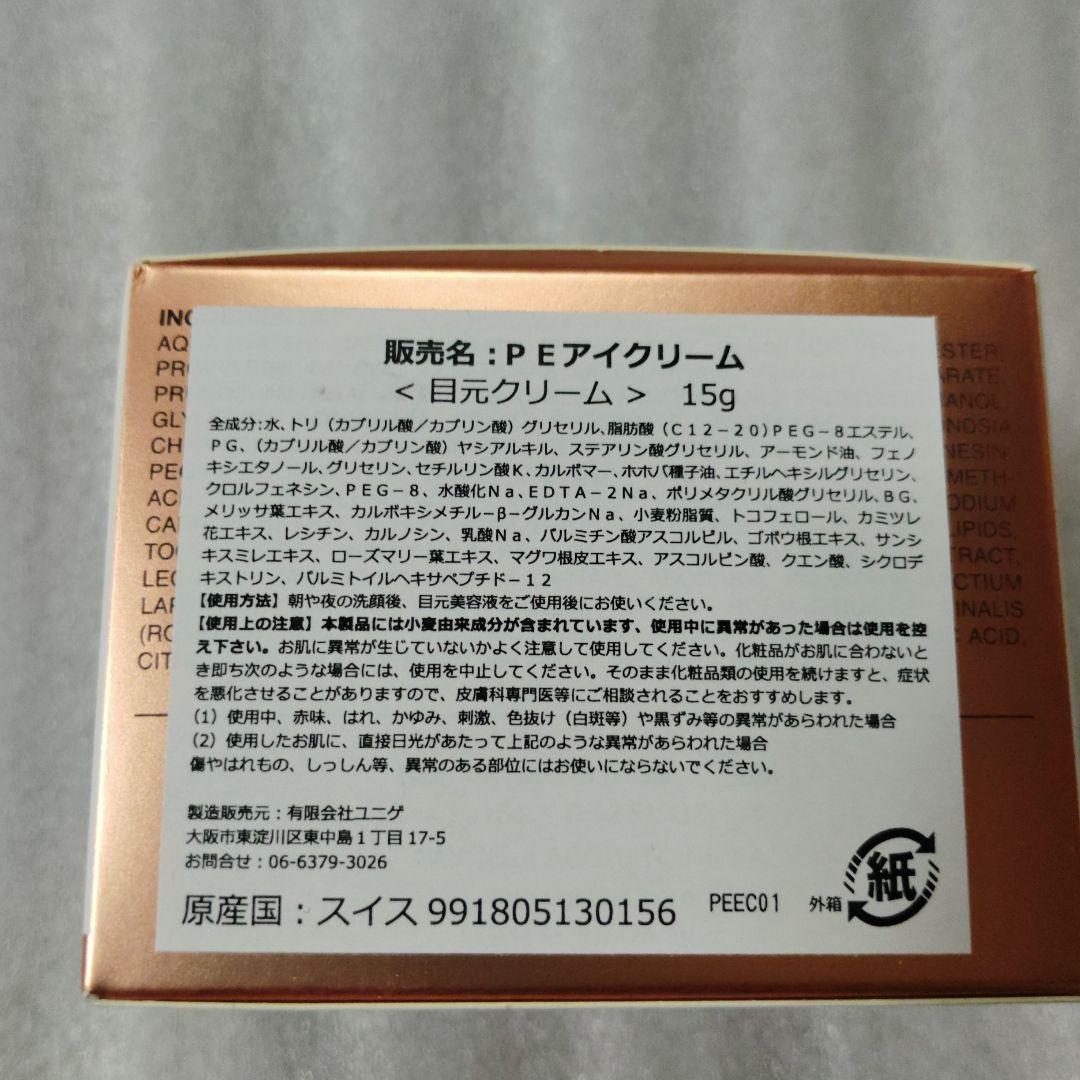 販売名：ＰＥアイクリーム
＜目元クリーム＞ 15g
全成分:水、トリ（カプリル酸／カプリン酸）グリセリル、脂肪酸（Ｃ１２－２０）ＰＥＧ－８エステル、
ＰＧ、（カプリル酸／カプリン酸）ヤシアルキル、ステアリン酸グリセリル、アーモンド油、フェノ
キシエタノール、グリセリン、セチルリン酸Ｋ、カルボマー、ホホバ種子油、エチルヘキシルグリセリン、
クロルフェネシン、ＰＥＧ－８、水酸化Ｎａ、ＥＤＴＡ－２Ｎａ、ポリメタクリル酸グリセリル、ＢＧ、
メリッサ葉エキス、カルボキシメチル－β－グルカンＮａ、小麦粉脂質、トコフェロール、カミツレ
花エキス、レシチン、カルノシン、乳酸Ｎａ、パルミチン酸アスコルビル、ゴボウ根エキス、サンシ
キスミレエキス、ローズマリー葉エキス、マグワ根皮エキス、アスコルビン酸、クエン酸、シクロデ
キストリン、パルミトイルヘキサペプチド－１２
【使用方法】朝や夜の洗顔後、目元美容液をご使用後にお使いください。
【使用上の注意】本製品には小麦由来成分が含まれています、使用中に異常があった場合は使用を控
え下さい。お肌に異常が生じていないかよく注意して使用してください。化粧品がお肌に合わないと
き即ち次のような場合には、使用を中止してください。そのまま化粧品類の使用を続けますと、症状
を悪化させることがありますので、皮膚科専門医等にご相談されることをおすすめします。
（1）使用中、赤味、はれ、かゆみ、刺激、色抜け（白斑等）や黒ずみ等の異常があらわれた場合
（2）使用したお肌に、直接日光があたって上記のような異常があらわれた場合
傷やはれもの、しっしん等、異常のある部位にはお使いにならないでください。
製造販売元：有限会社ユニゲ
大阪市東淀川区東中島１丁目17-5
お問合せ：06-6379-3026
原産国：スイス 991805130156 PEEC01 外箱 紙